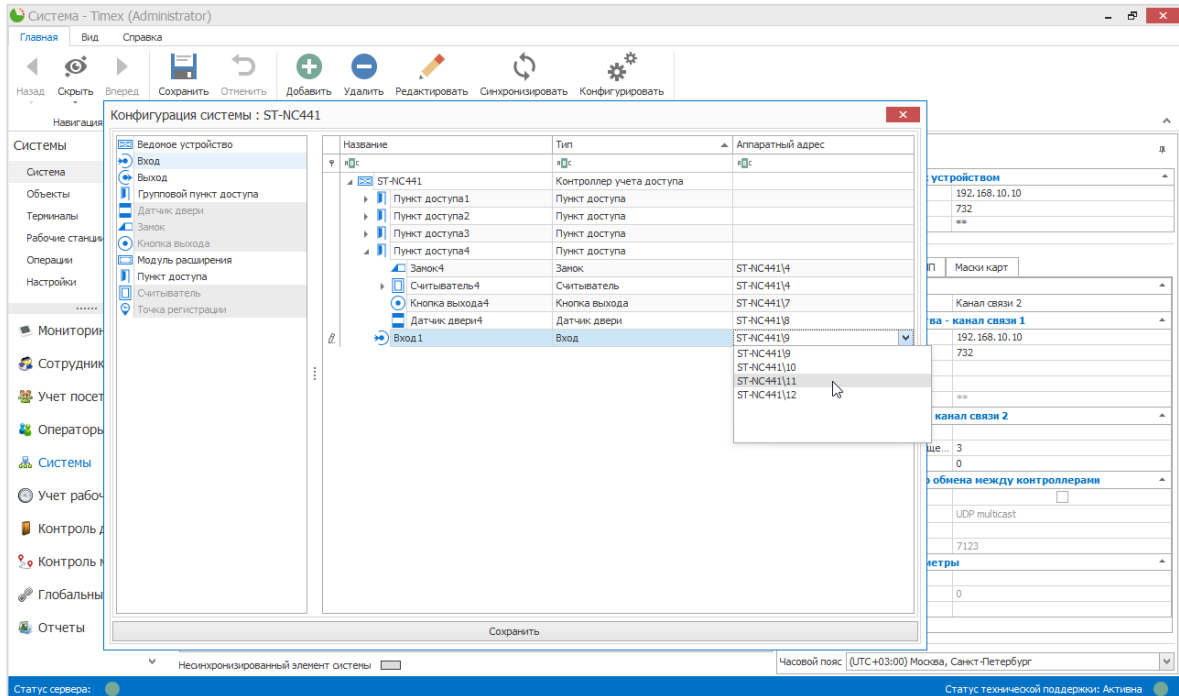 Система - Timex (Administrator)
Главная Вид Справка
Назад Скрыть Вперед Сохранить Отменить Добавить Удалить Редактировать Синхронизировать Конфигурировать
Навигация
Конфигурация системы : ST-NC441
Системы
Система
Объекты
Терминалы
Рабочие станции
Операции
Настройки
Мониторин
Сотрудник
Учет посет
Операторы
Системы
Учет рабоч
Контроль д
Контроль м
Глобальны
Отчеты
Ведомое устройство
Вход
Выход
Групповой пункт доступа
Датчик двери
Замок
Кнопка выхода
Модуль расширения
Пункт доступа
Считыватель
Точка регистрации
Название Тип Аппаратный адрес
ST-NC441 Контроллер учета доступа
Пункт доступа1 Пункт доступа
Пункт доступа2 Пункт доступа
Пункт доступа3 Пункт доступа
Пункт доступа4 Пункт доступа
Замок4 Замок ST-NC441\4
Считыватель4 Считыватель ST-NC441\4
Кнопка выхода4 Кнопка выхода ST-NC441\7
Датчик двери4 Датчик двери ST-NC441\8
Вход1 Вход ST-NC441\9
ST-NC441\9
ST-NC441\10
ST-NC441\11
ST-NC441\12
Сохранить
устройством
192.168.10.10
732
**
Маски карт
Канал связи 2
ва - канал связи 1
192.168.10.10
732
**
канал связи 2
ще... 3
0
обмена между контроллерами
UDP multicast
7123
метры
0
Несинхронизированный элемент системы
Часовой пояс (UTC+03:00) Москва, Санкт-Петербург
Статус сервера: Статус технической поддержки: Активна